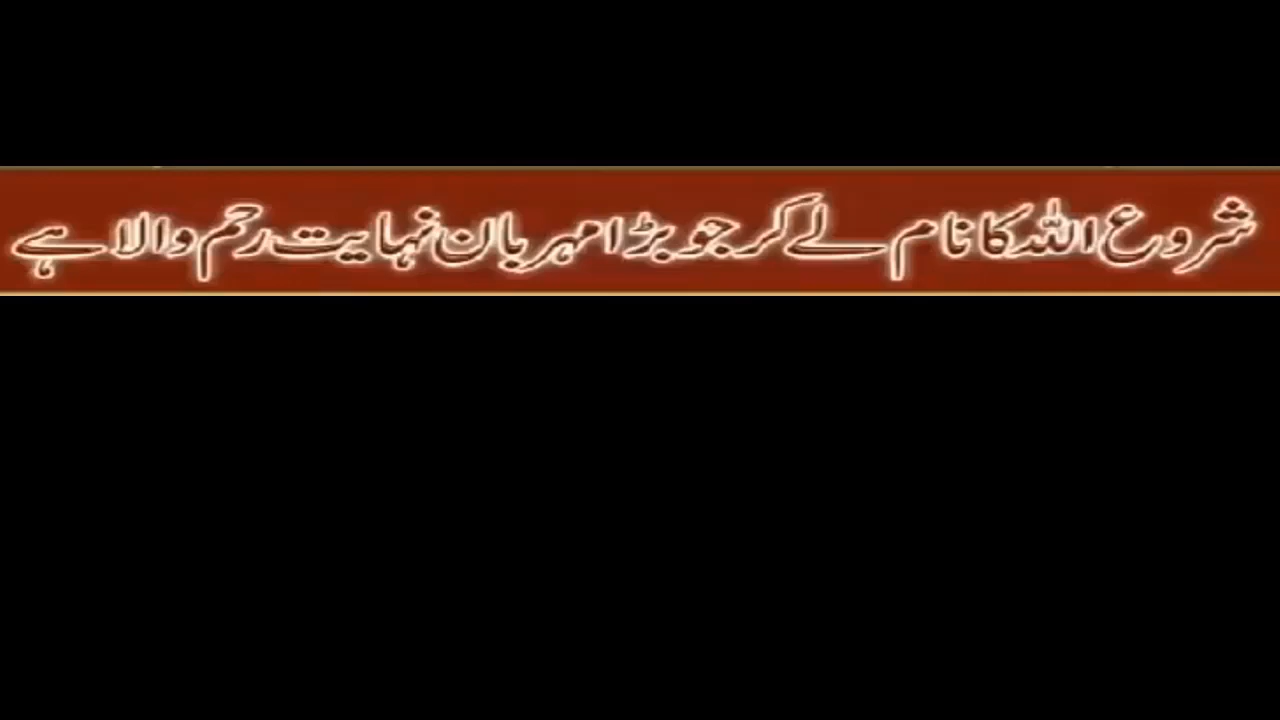 شروع اللہ کا نام لے کر جو بڑا مہربان نہایت رحم والا ہے